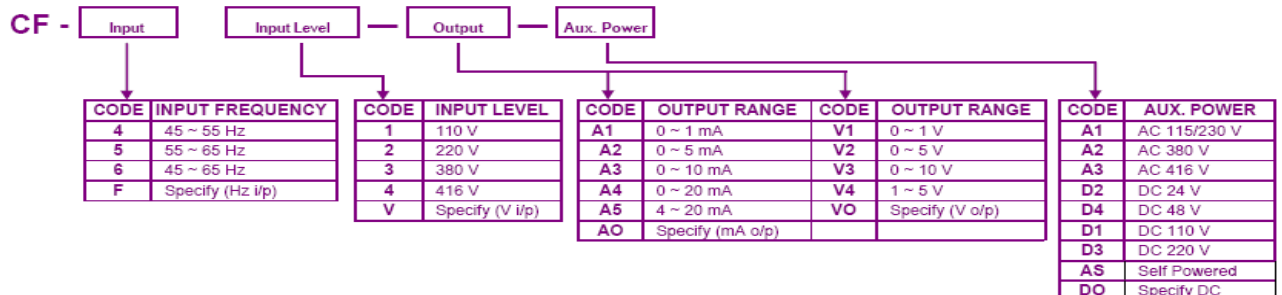 CF - Input Input Level — Output — Aux. Power
CODE INPUT FREQUENCY
4 45 ~ 55 Hz
5 55 ~ 65 Hz
6 45 ~ 65 Hz
F Specify (Hz i/p)
CODE INPUT LEVEL
1 110 V
2 220 V
3 380 V
4 416 V
V Specify (V i/p)
CODE OUTPUT RANGE CODE OUTPUT RANGE
A1 0 ~ 1 mA V1 0 ~ 1 V
A2 0 ~ 5 mA V2 0 ~ 5 V
A3 0 ~ 10 mA V3 0 ~ 10 V
A4 0 ~ 20 mA V4 1 ~ 5 V
A5 4 ~ 20 mA VO Specify (V o/p)
AO Specify (mA o/p)
CODE AUX. POWER
A1 AC 115/230 V
A2 AC 380 V
A3 AC 416 V
D2 DC 24 V
D4 DC 48 V
D1 DC 110 V
D3 DC 220 V
AS Self Powered
DO Specify DC